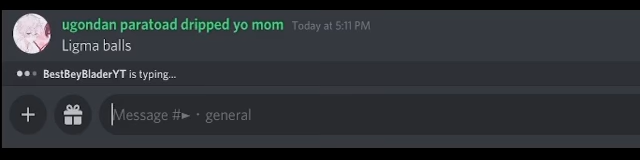 ugondan paratoad dripped yo mom Today at 5:11 PM
Ligma balls
BestBeyBladerYT is typing...
Message #► · general